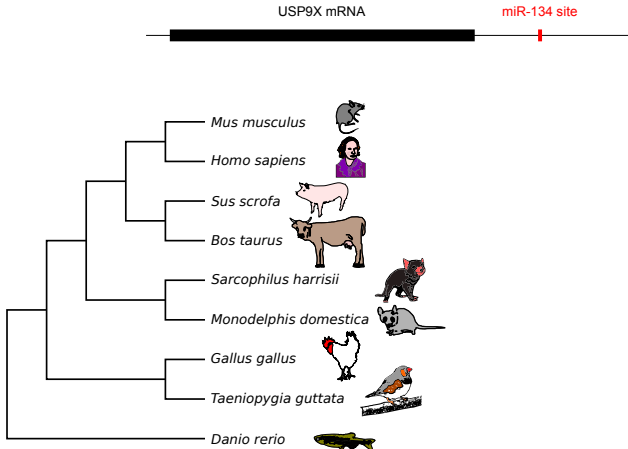 USP9X mRNA
miR-134 site
Mus musculus
Homo sapiens
Sus scrofa
Bos taurus
Sarcophilus harrisii
Monodelphis domestica
Gallus gallus
Taeniopygia guttata
Danio rerio